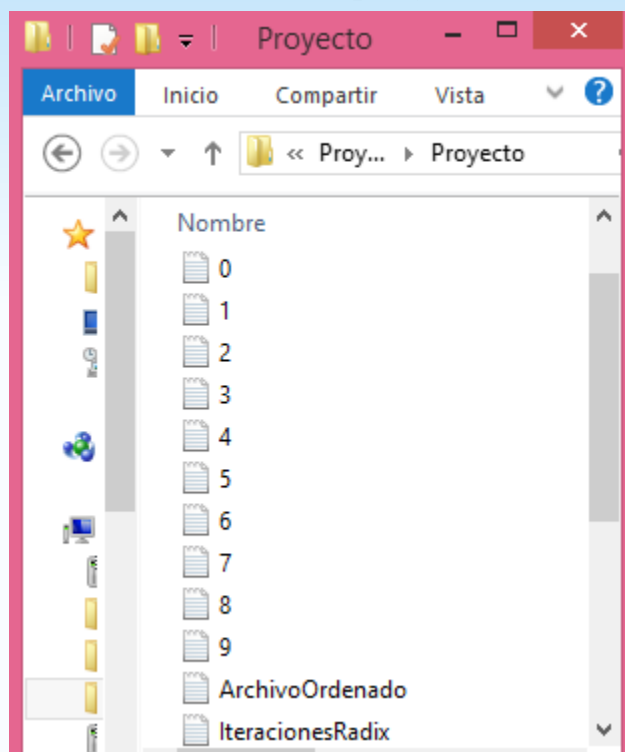 Proyecto
Archivo Inicio Compartir Vista
« Proy... Proyecto
Nombre
0
1
2
3
4
5
6
7
8
9
ArchivoOrdenado
IteracionesRadix